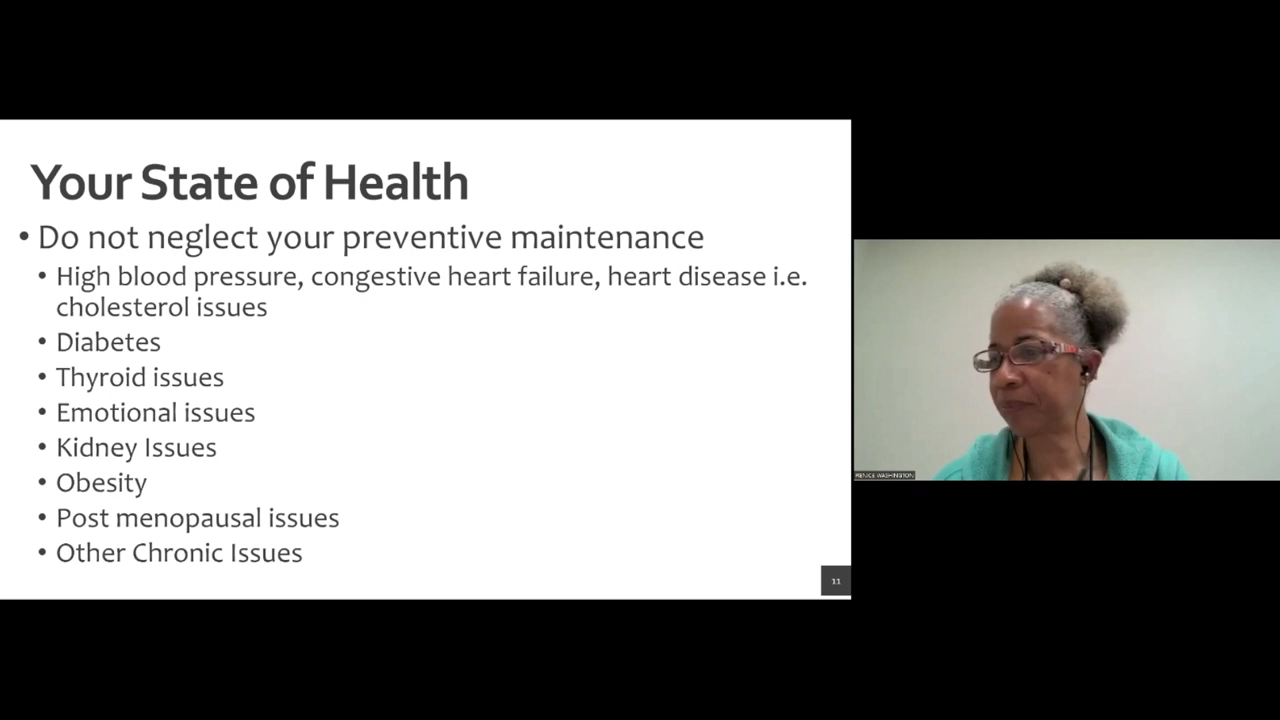 Your State of Health
• Do not neglect your preventive maintenance
• High blood pressure, congestive heart failure, heart disease i.e.
cholesterol issues
• Diabetes
• Thyroid issues
• Emotional issues
• Kidney Issues
• Obesity
• Post menopausal issues
• Other Chronic Issues
11
WASHINGTON